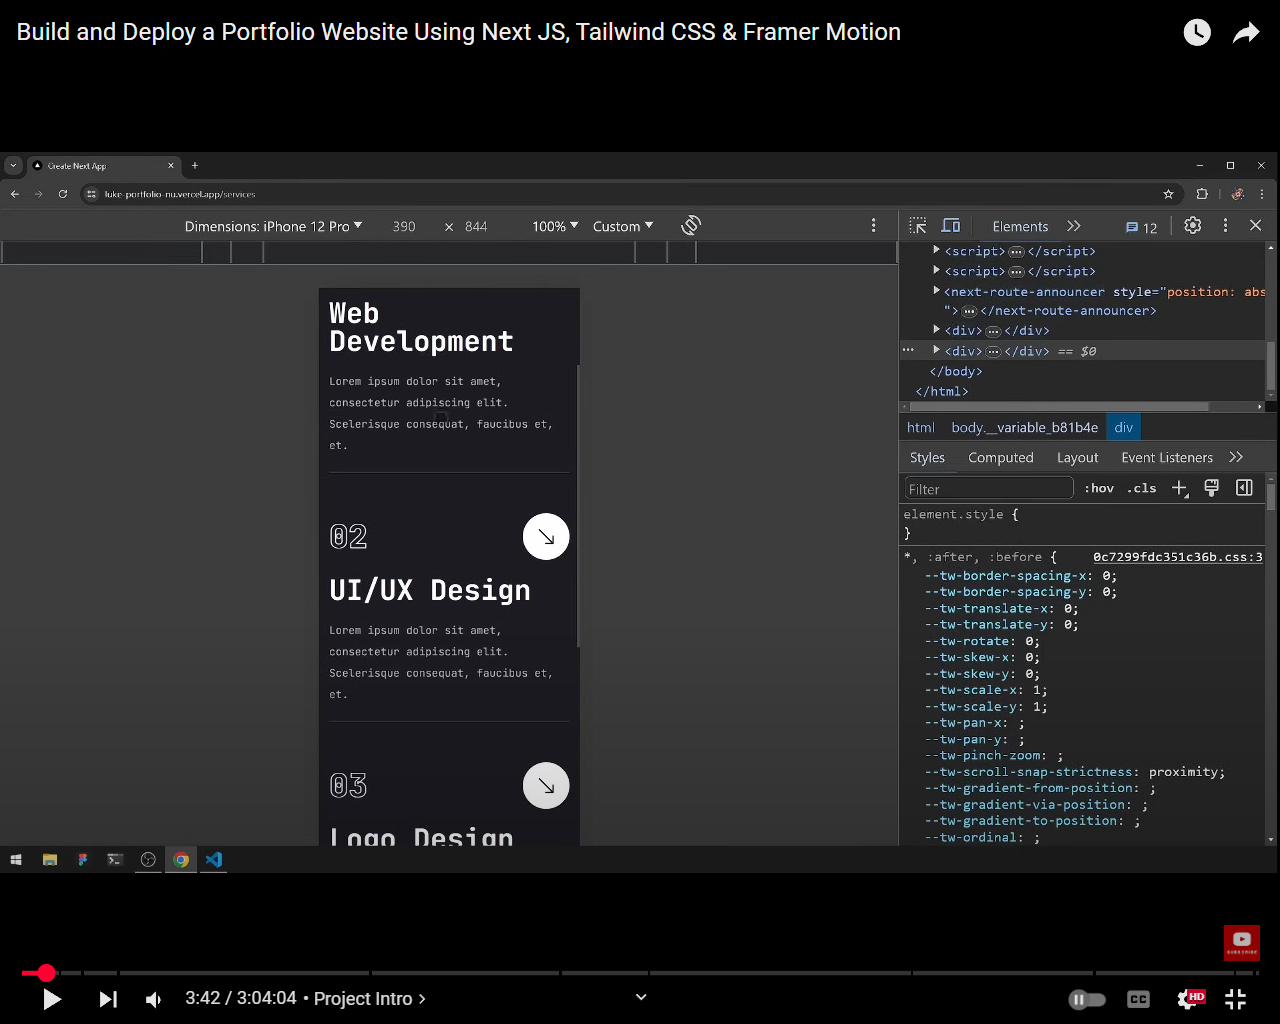 Build and Deploy a Portfolio Website Using Next JS, Tailwind CSS & Framer Motion
Create Next App
luke-portfolio-nu.vercel.app/services
Dimensions: iPhone 12 Pro 390 × 844 100% Custom
Elements 12
<script> ••• </script>
<script> ••• </script>
<next-route-announcer style="position: abs
"> ••• </next-route-announcer>
<div> ••• </div>
••• <div> ••• </div> == $0
</body>
</html>
html body.__variable_b81b4e div
Styles Computed Layout Event Listeners
Filter :hov .cls
element.style {
}
*, :after, :before { 0c7299fdc351c36b.css:3
--tw-border-spacing-x: 0;
--tw-border-spacing-y: 0;
--tw-translate-x: 0;
--tw-translate-y: 0;
--tw-rotate: 0;
--tw-skew-x: 0;
--tw-skew-y: 0;
--tw-scale-x: 1;
--tw-scale-y: 1;
--tw-pan-x: ;
--tw-pan-y: ;
--tw-pinch-zoom: ;
--tw-scroll-snap-strictness: proximity;
--tw-gradient-from-position: ;
--tw-gradient-via-position: ;
--tw-gradient-to-position: ;
--tw-ordinal: ;
Web
Development
Lorem ipsum dolor sit amet,
consectetur adipiscing elit.
Scelerisque consequat, faucibus et,
et.
02
UI/UX Design
Lorem ipsum dolor sit amet,
consectetur adipiscing elit.
Scelerisque consequat, faucibus et,
et.
03
Logo Design
SUBSCRIBE
3:42 / 3:04:04 • Project Intro ›
CC
HD